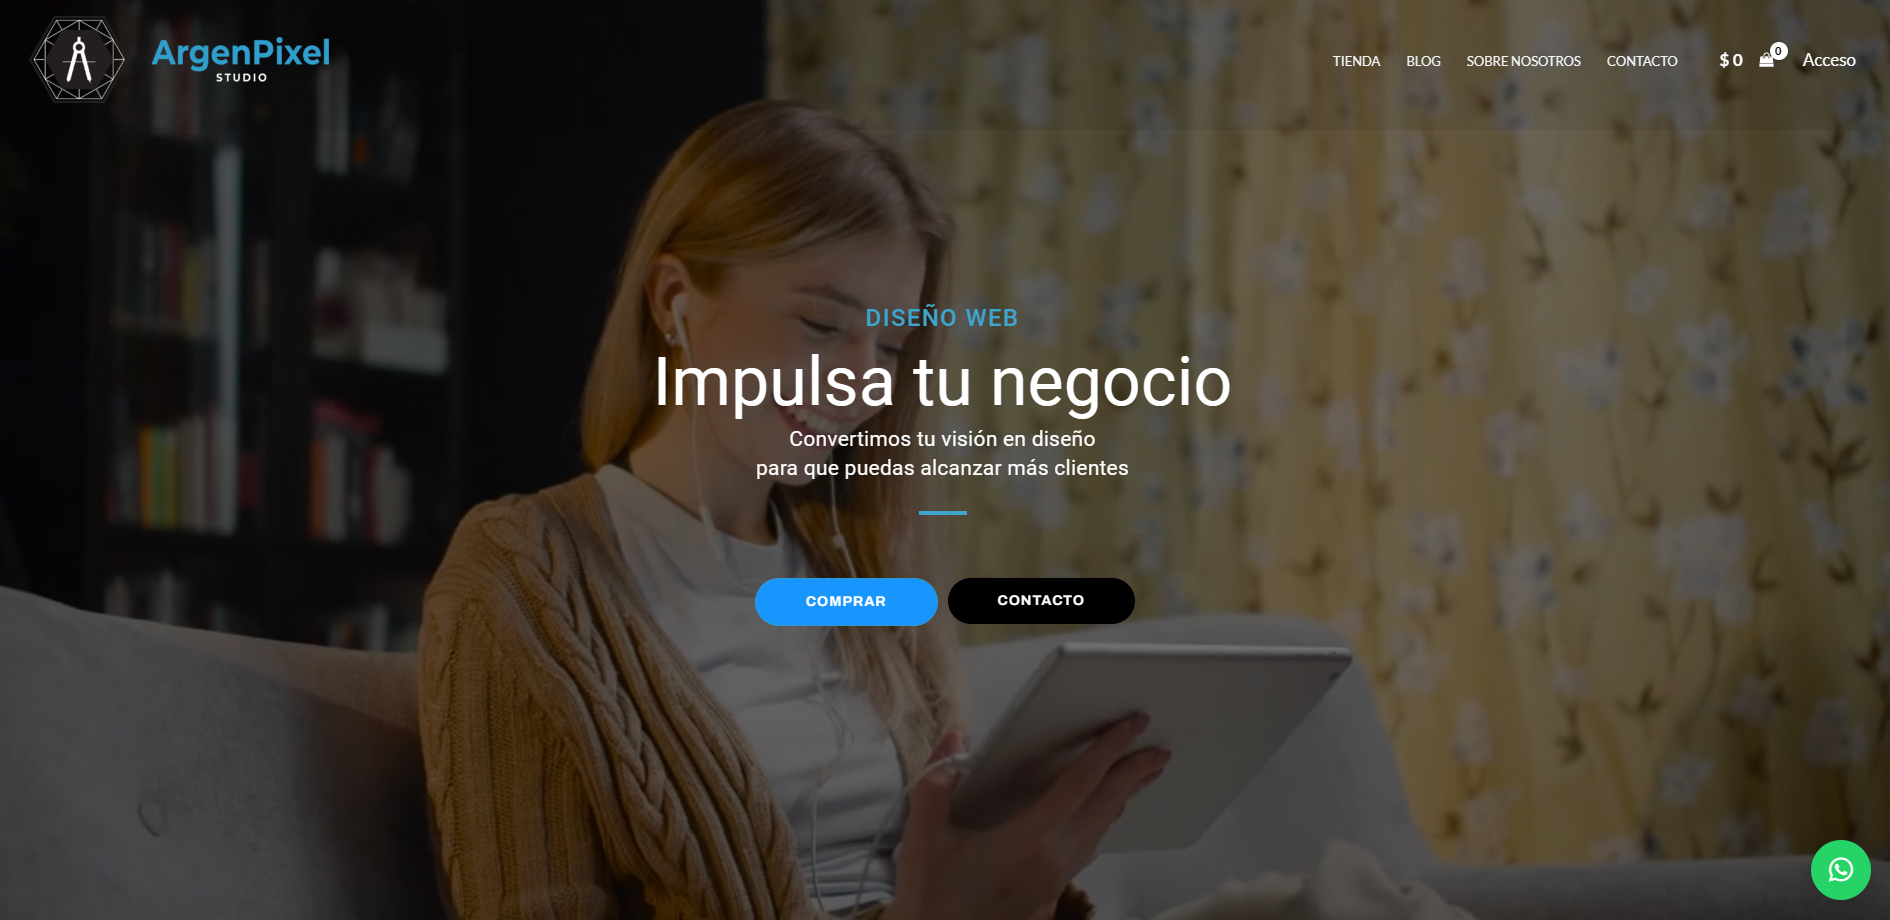 ArgenPixel
STUDIO
TIENDA BLOG SOBRE NOSOTROS CONTACTO $ 0 0 Acceso
DISEÑO WEB
Impulsa tu negocio
Convertimos tu visión en diseño
para que puedas alcanzar más clientes
COMPRAR CONTACTO